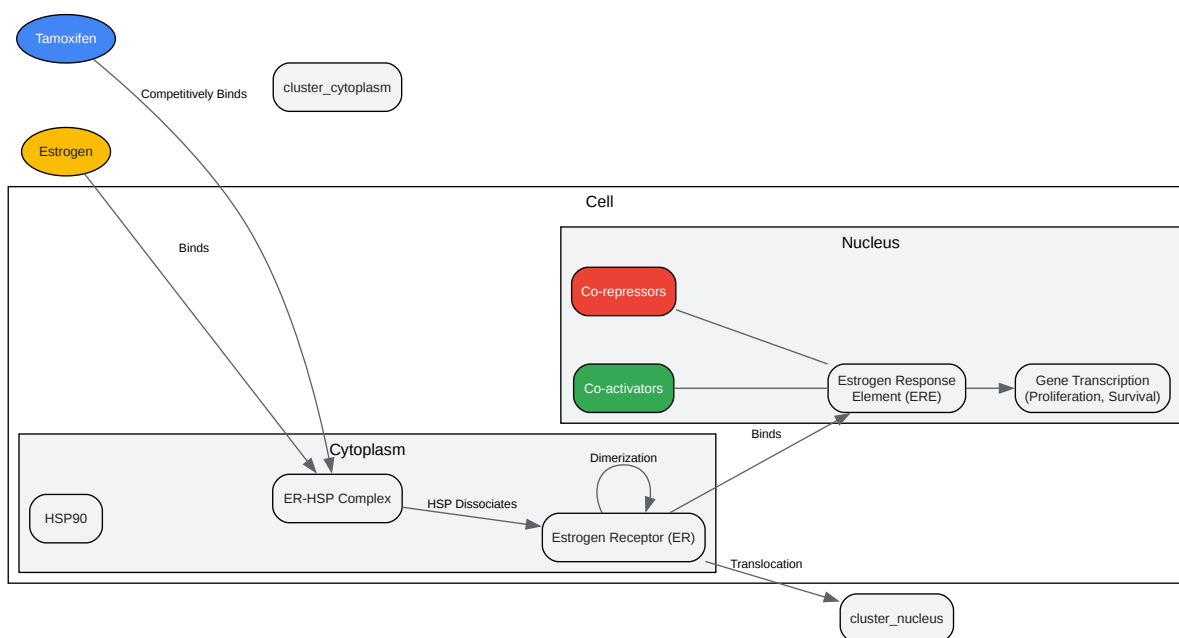 Tamoxifen
Competitively Binds
cluster_cytoplasm
Estrogen
Cell
Binds
Nucleus
Co-repressors
Co-activators
Estrogen Response
Element (ERE)
Gene Transcription
(Proliferation, Survival)
Binds
Cytoplasm
Dimerization
ER-HSP Complex
HSP Dissociates
HSP90
Estrogen Receptor (ER)
Translocation
cluster_nucleus